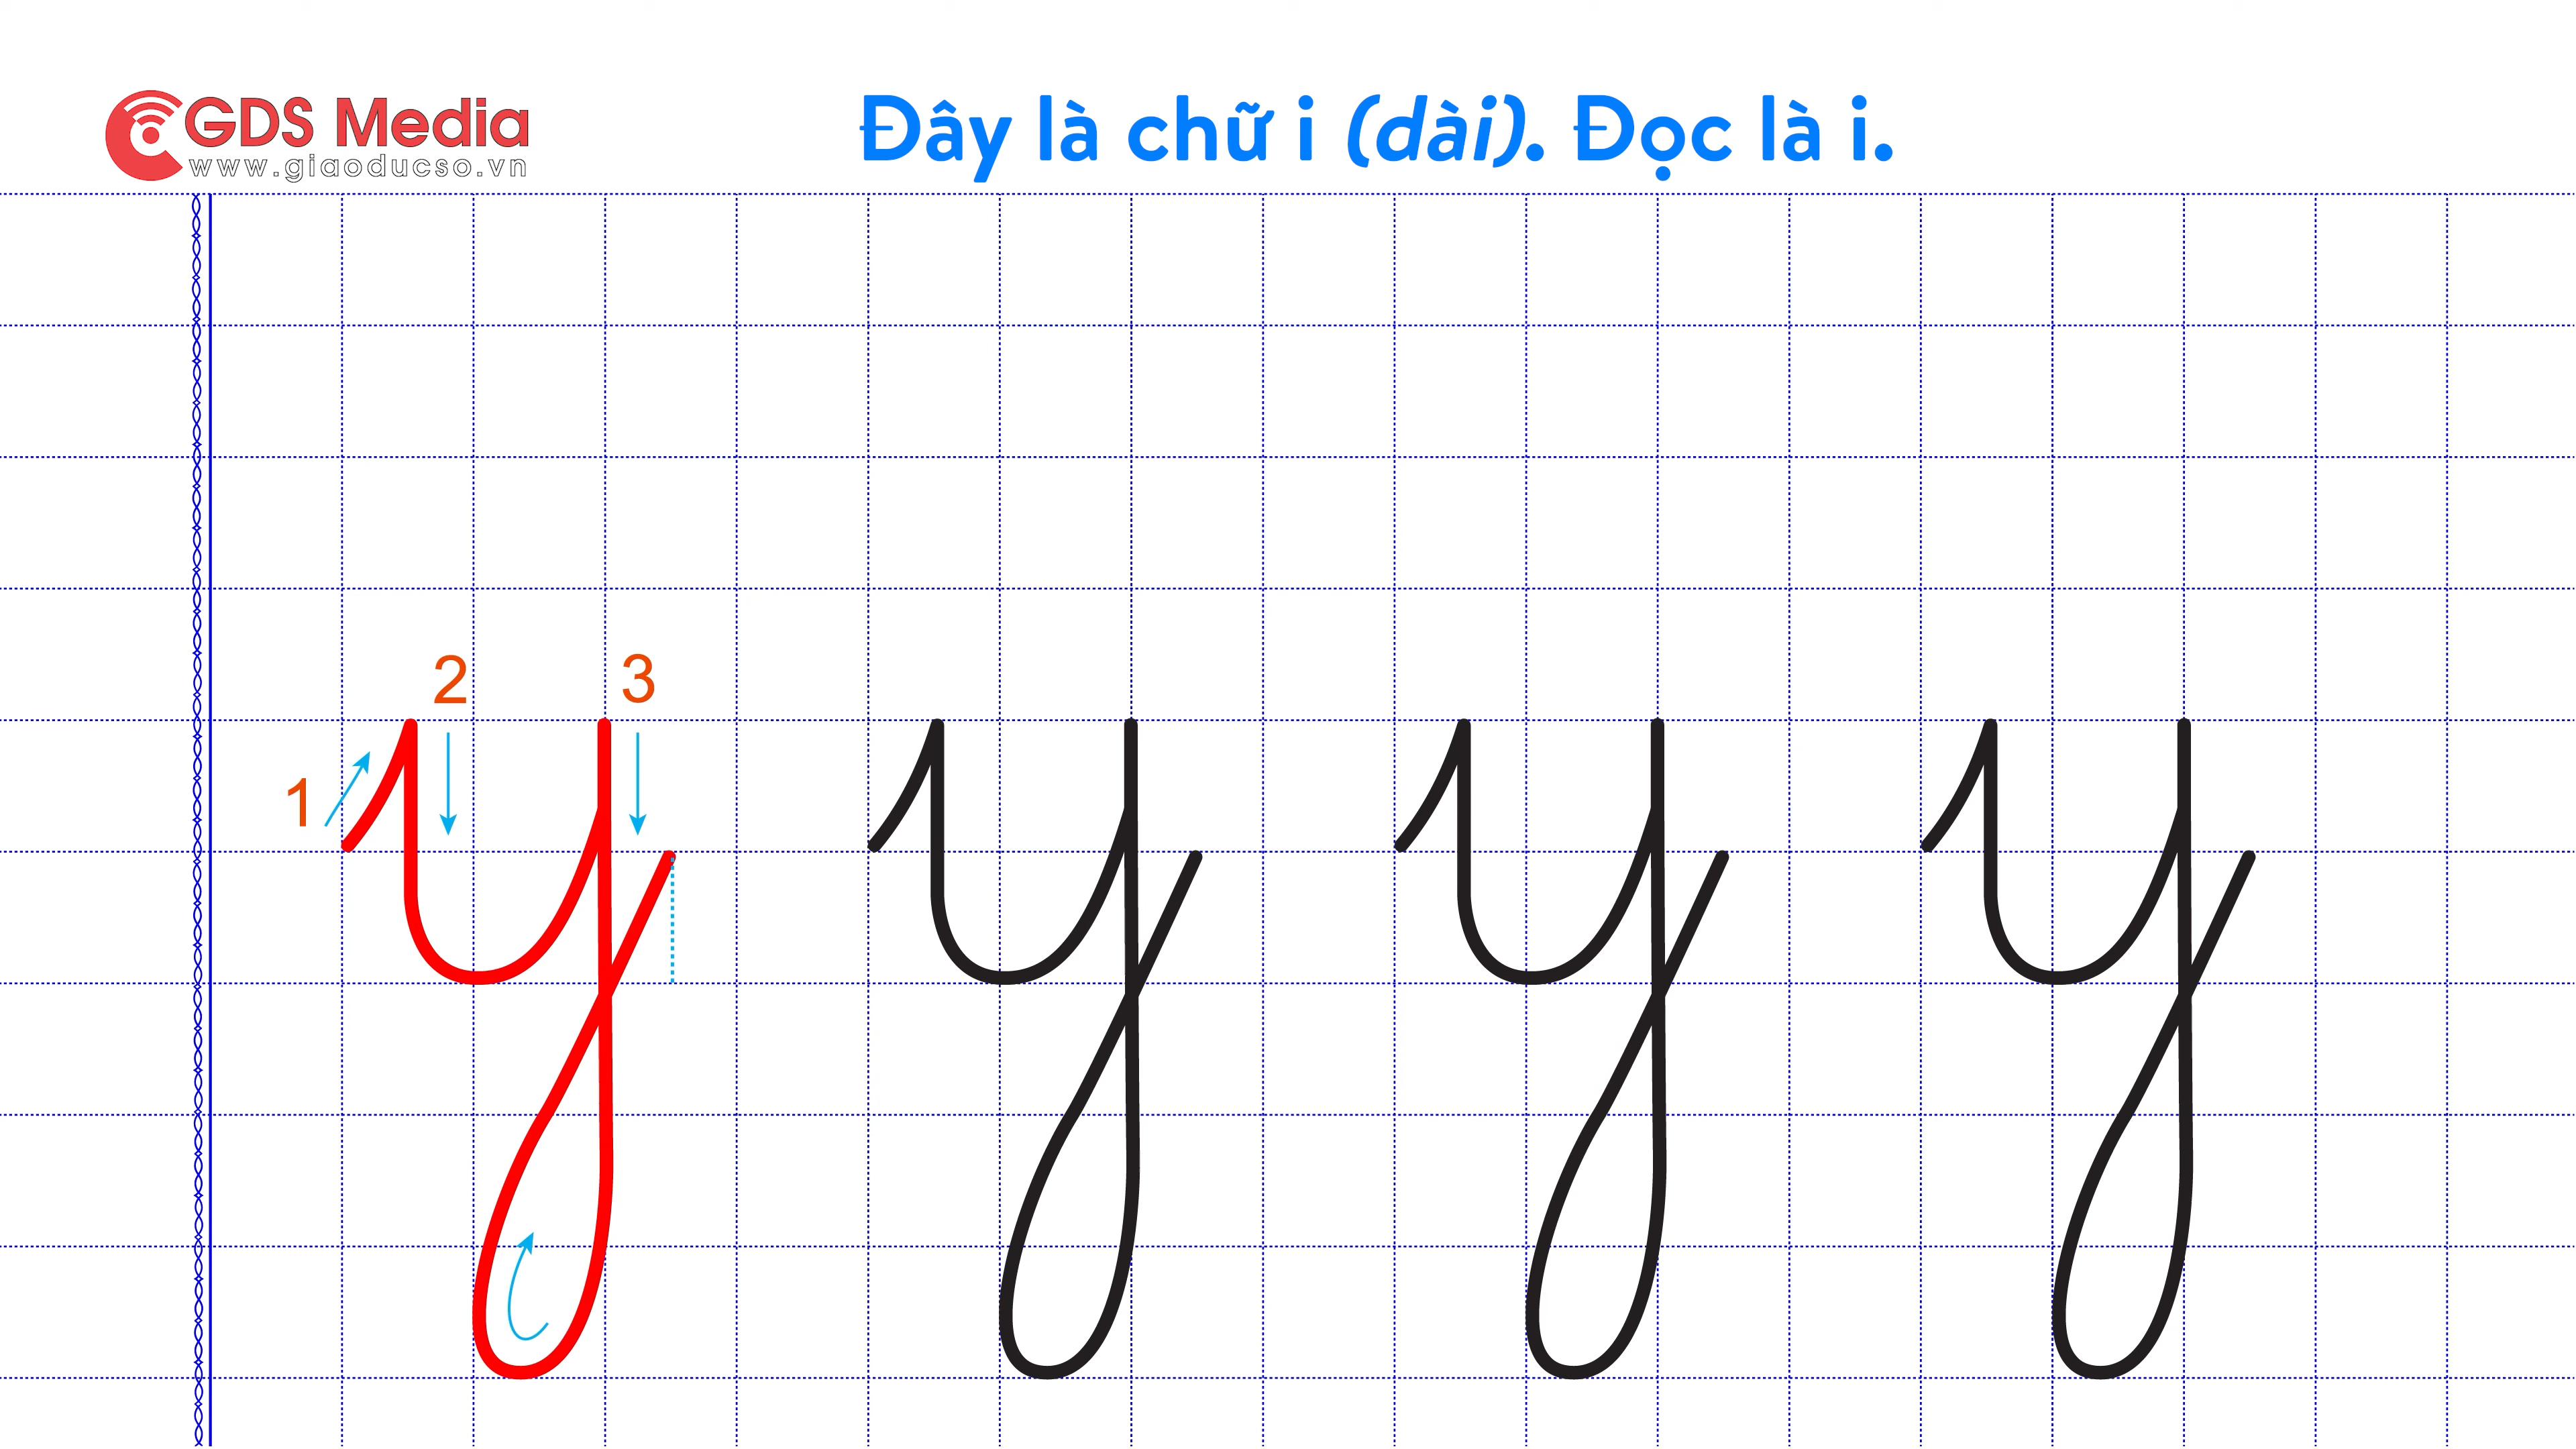 GDS Media
www.giaoducso.vn
Đây là chữ i (dài). Đọc là i.
2 3
1
y y y y